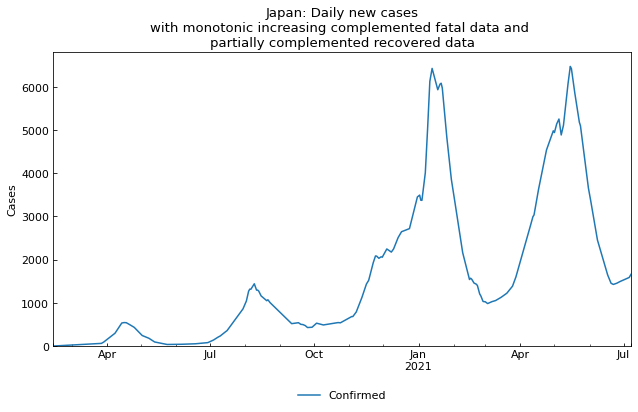 Japan: Daily new cases
with monotonic increasing complemented fatal data and
partially complemented recovered data
6000
5000
4000
3000
2000
1000
0
Cases
Apr
Jul
Oct
Jan
2021
Apr
Jul
Confirmed